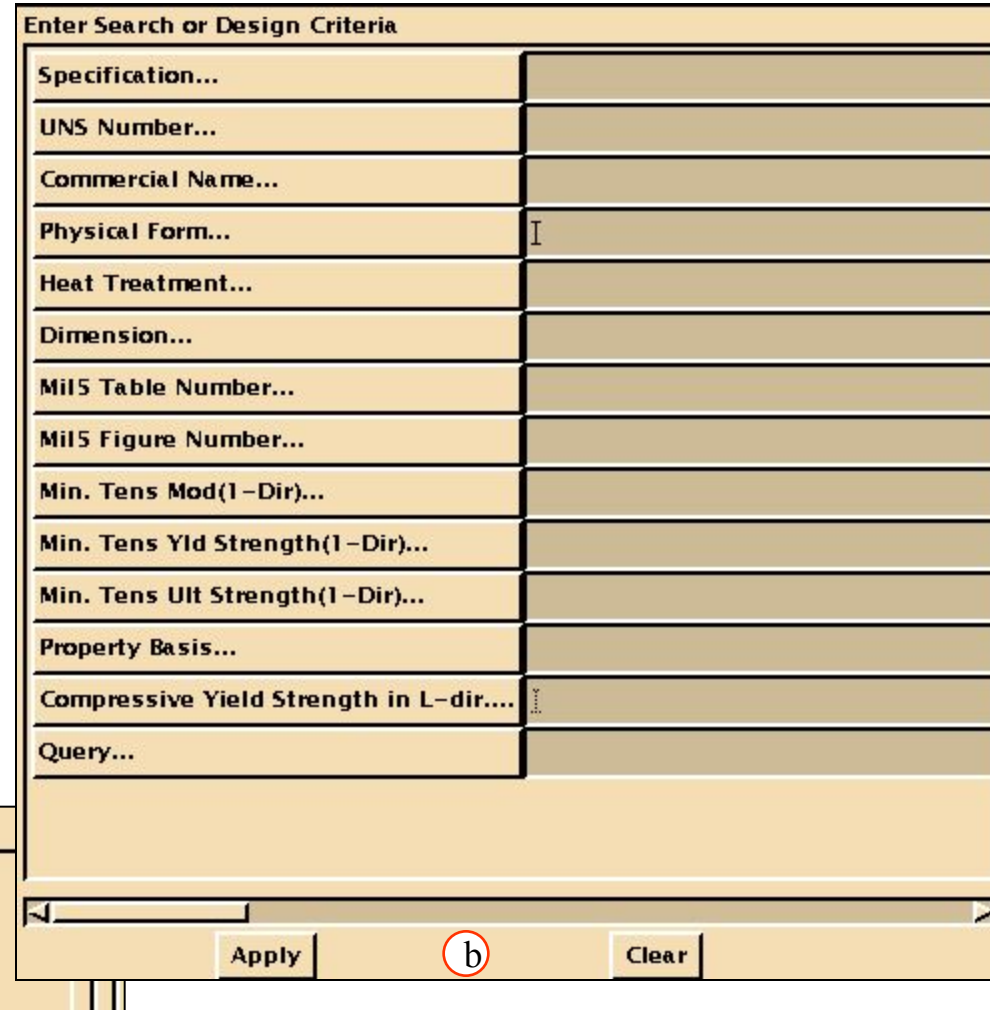 Enter Search or Design Criteria
Specification...
UNS Number...
Commercial Name...
Physical Form...
Heat Treatment...
Dimension...
Mil5 Table Number...
Mil5 Figure Number...
Min. Tens Mod(1-Dir)...
Min. Tens Yld Strength(1-Dir)...
Min. Tens Ult Strength(1-Dir)...
Property Basis...
Compressive Yield Strength in L-dir....
Query...
Apply b Clear